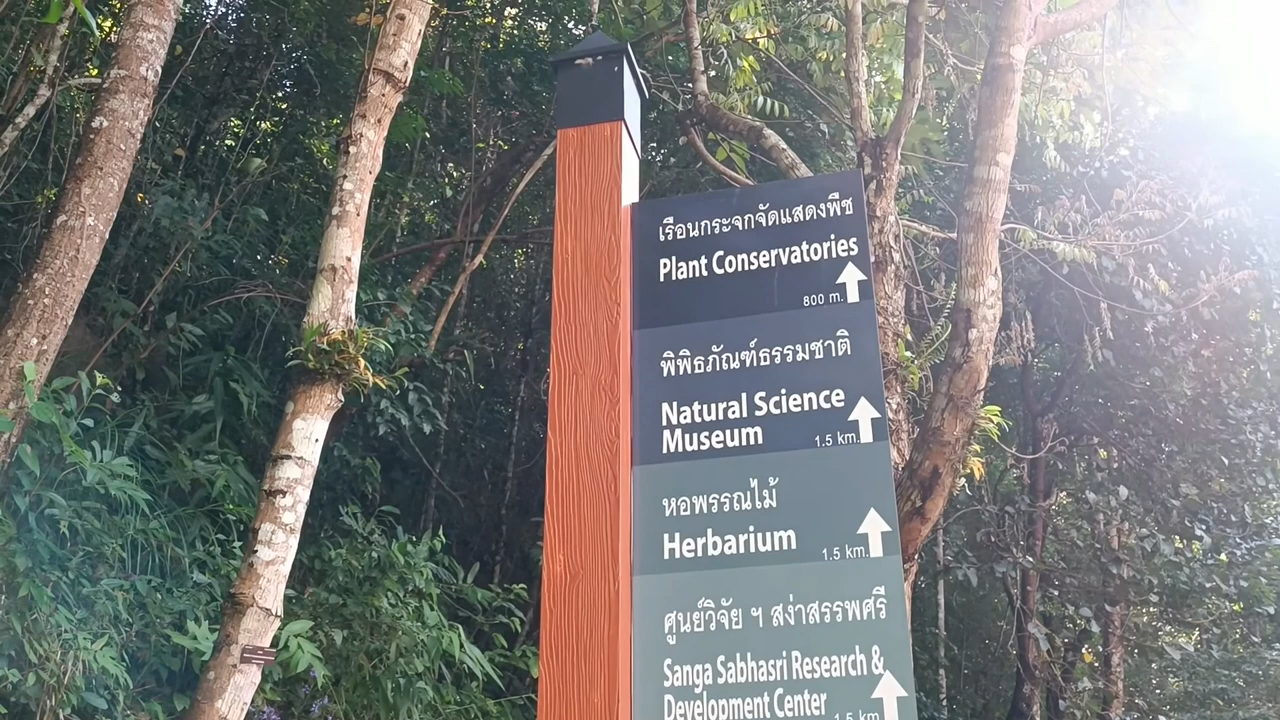 เรือนกระจกจัดแสดงพืช
Plant Conservatories
800 m.
พิพิธภัณฑ์ธรรมชาติ
Natural Science
Museum
1.5 km.
หอพรรณไม้
Herbarium
1.5 km.
ศูนย์วิจัย ฯ สง่าสรรพศรี
Sanga Sabhasri Research &
Development Center
1.5 km.